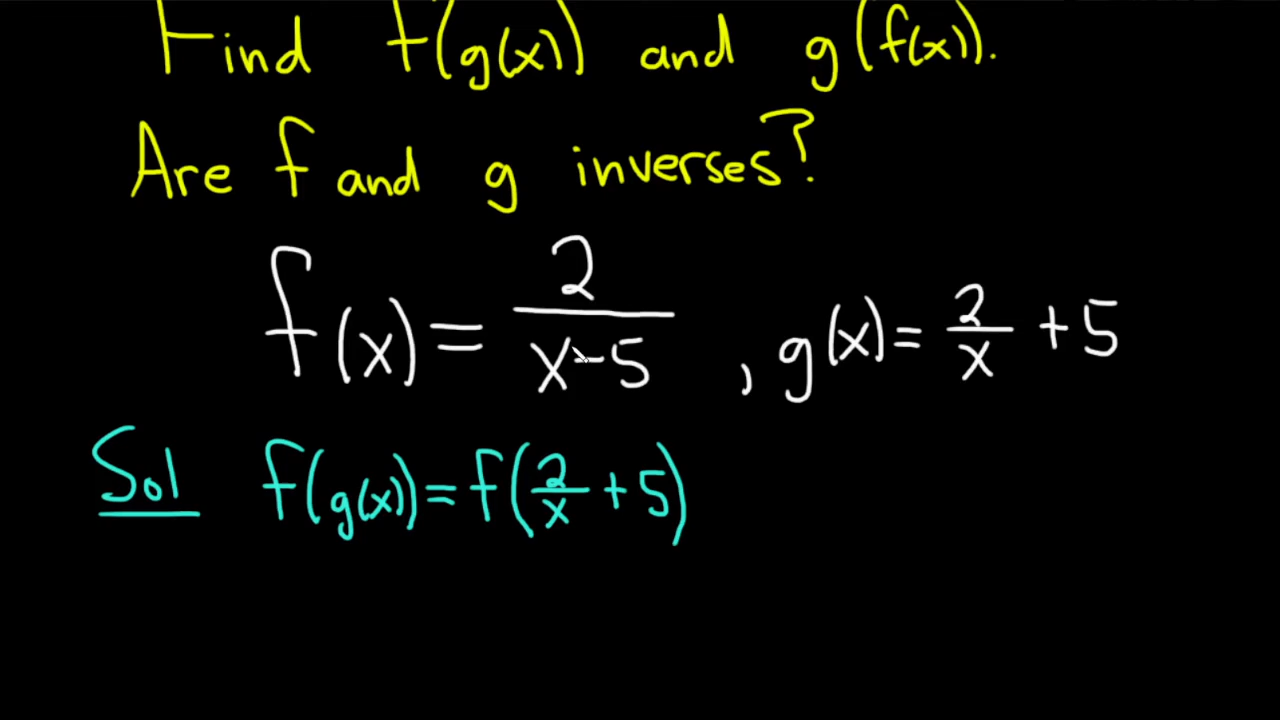 Find f(g(x)) and g(f(x)).
Are f and g inverses?
f(x) = 2/(x-5), g(x) = 2/x + 5
Sol f(g(x)) = f(2/x + 5)